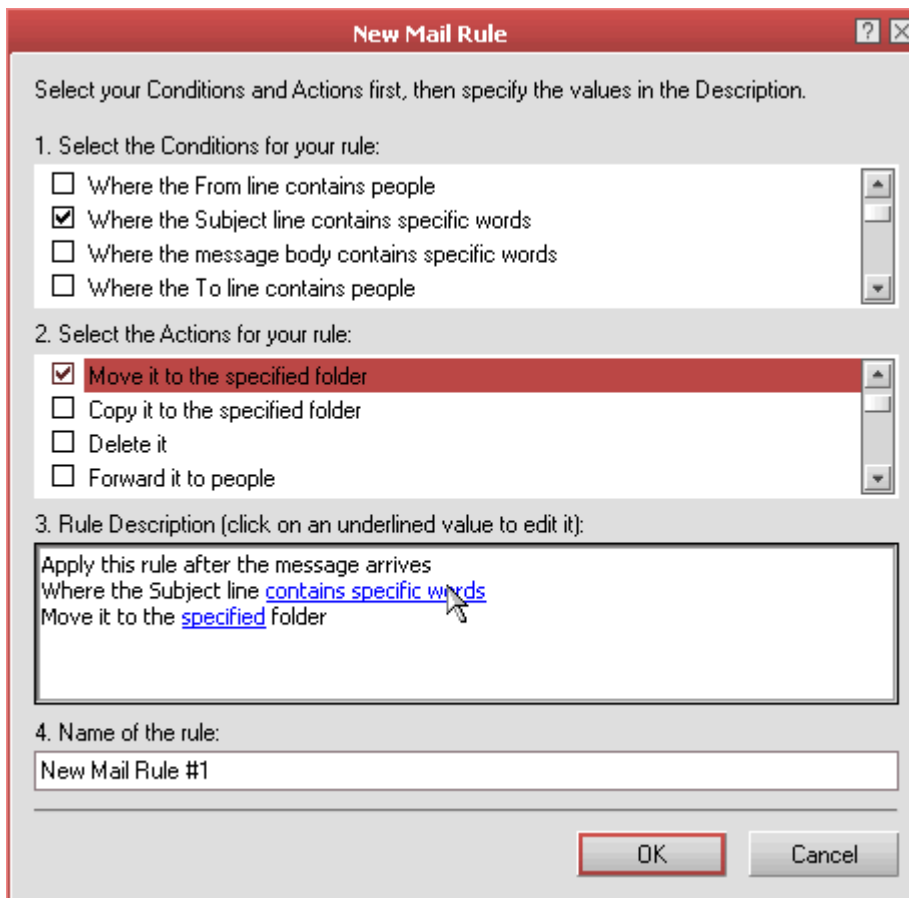 New Mail Rule
Select your Conditions and Actions first, then specify the values in the Description.
1. Select the Conditions for your rule:
Where the From line contains people
Where the Subject line contains specific words
Where the message body contains specific words
Where the To line contains people
2. Select the Actions for your rule:
Move it to the specified folder
Copy it to the specified folder
Delete it
Forward it to people
3. Rule Description (click on an underlined value to edit it):
Apply this rule after the message arrives
Where the Subject line contains specific words
Move it to the specified folder
4. Name of the rule:
New Mail Rule #1
OK Cancel